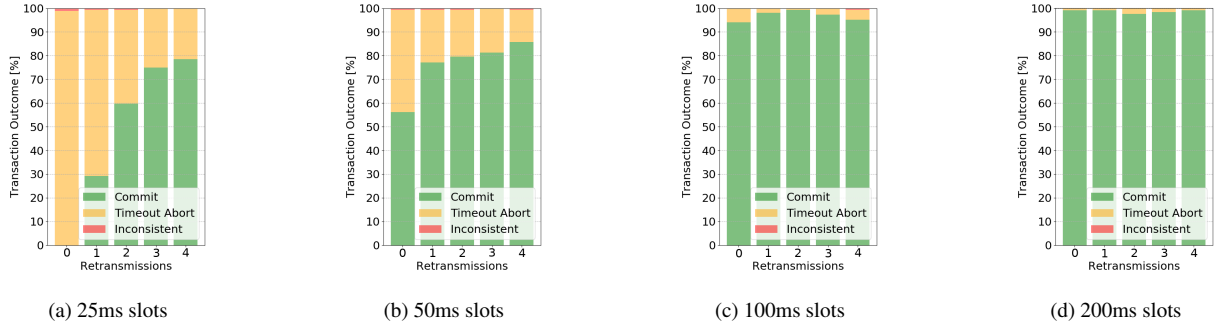 Transaction Outcome [%]
100
90
80
70
60
50
40
30
20
10
0
Commit
Timeout Abort
Inconsistent
0 1 2 3 4
Retransmissions
(a) 25ms slots
Transaction Outcome [%]
100
90
80
70
60
50
40
30
20
10
0
Commit
Timeout Abort
Inconsistent
0 1 2 3 4
Retransmissions
(b) 50ms slots
Transaction Outcome [%]
100
90
80
70
60
50
40
30
20
10
0
Commit
Timeout Abort
Inconsistent
0 1 2 3 4
Retransmissions
(c) 100ms slots
Transaction Outcome [%]
100
90
80
70
60
50
40
30
20
10
0
Commit
Timeout Abort
Inconsistent
0 1 2 3 4
Retransmissions
(d) 200ms slots